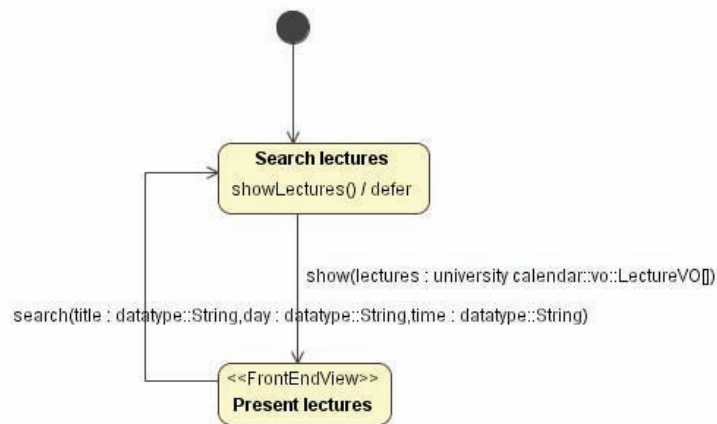 Search lectures
showLectures() / defer
show(lectures : university calendar::vo::LectureVO[])
search(title : datatype::String,day : datatype::String,time : datatype::String)
<<FrontEndView>>
Present lectures